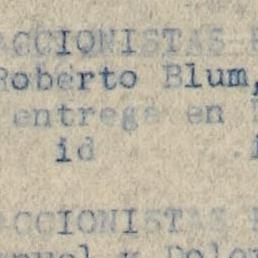 ACCIONISTAS
Roberto Blum,
entrega en
id
ACCIONISTAS
y